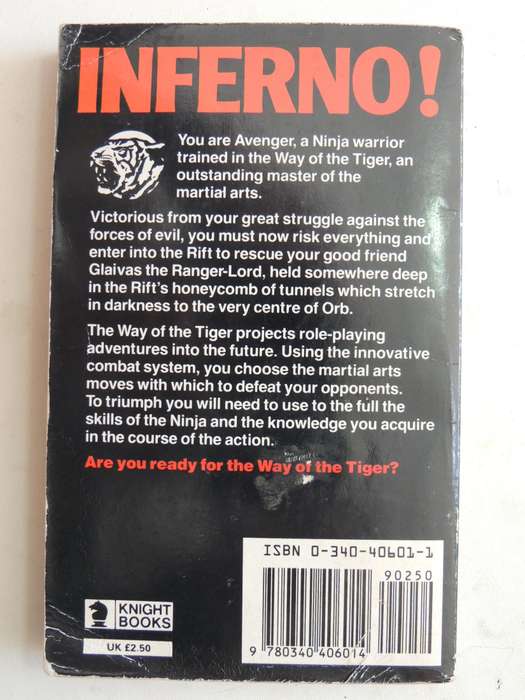 INFERNO!
You are Avenger, a Ninja warrior
trained in the Way of the Tiger, an
outstanding master of the
martial arts.
Victorious from your great struggle against the
forces of evil, you must now risk everything and
enter into the Rift to rescue your good friend
Glaivas the Ranger-Lord, held somewhere deep
in the Rift's honeycomb of tunnels which stretch
in darkness to the very centre of Orb.
The Way of the Tiger projects role-playing
adventures into the future. Using the innovative
combat system, you choose the martial arts
moves with which to defeat your opponents.
To triumph you will need to use to the full the
skills of the Ninja and the knowledge you acquire
in the course of the action.
Are you ready for the Way of the Tiger?
ISBN 0-340-40601-1
90250
9 780340 406014
KNIGHT
BOOKS
UK £2.50